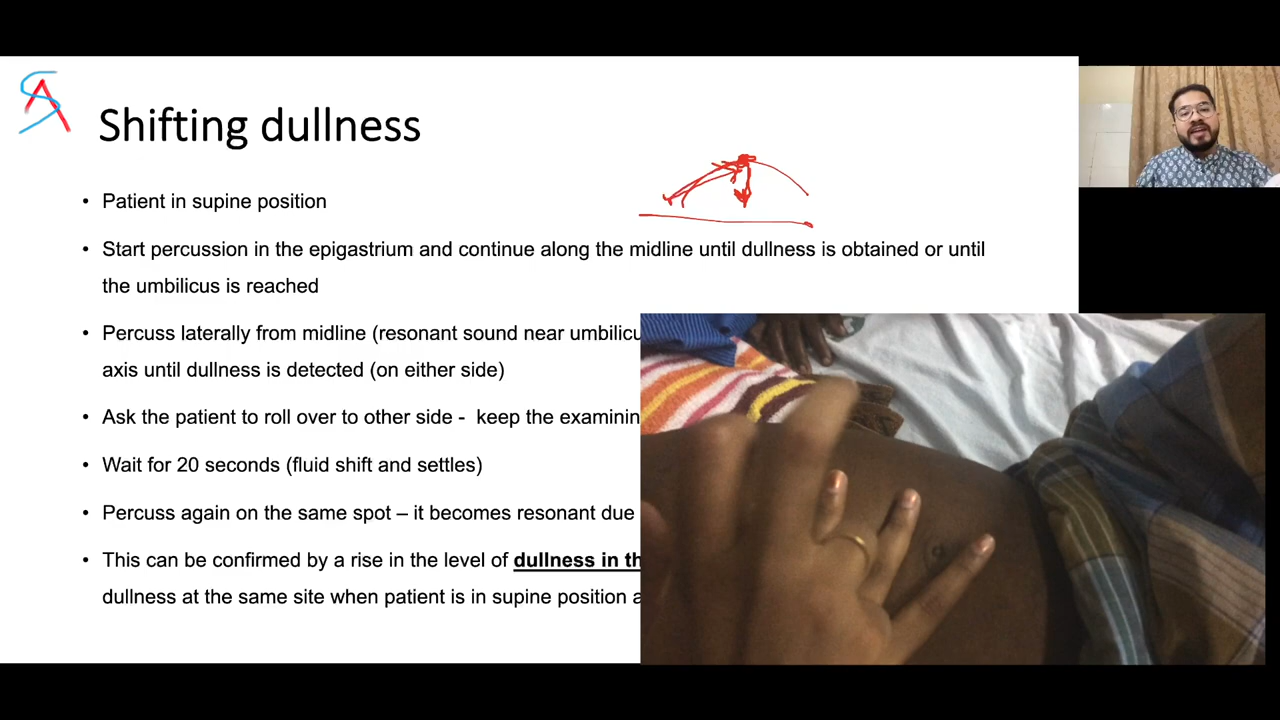 SA
Shifting dullness
• Patient in supine position
• Start percussion in the epigastrium and continue along the midline until dullness is obtained or until
the umbilicus is reached
• Percuss laterally from midline (resonant sound near umbilicu
axis until dullness is detected (on either side)
• Ask the patient to roll over to other side - keep the examinin
• Wait for 20 seconds (fluid shift and settles)
• Percuss again on the same spot – it becomes resonant due
• This can be confirmed by a rise in the level of dullness in th
dullness at the same site when patient is in supine position a